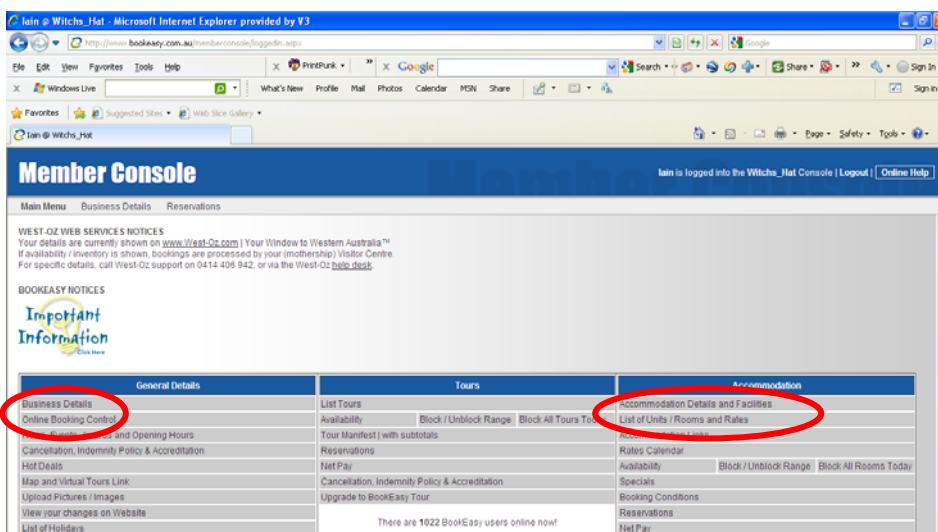 Iain @ Witchs_Hat - Microsoft Internet Explorer provided by V3
http://www.bookeasy.com.au/memberconsole/loggedin.aspx
Google
File Edit View Favorites Tools Help
x PrintPunk » x Google Search Share » Sign In
x Windows Live What's New Profile Mail Photos Calendar MSN Share Sign in
Favorites Suggested Sites Web Slice Gallery
Iain @ Witchs_Hat Page Safety Tools
Member Console
Iain is logged into the Witchs_Hat Console | Logout | Online Help
Main Menu Business Details Reservations
WEST-OZ WEB SERVICES NOTICES
Your details are currently shown on www.West-Oz.com | Your Window to Western Australia™
If availability / inventory is shown, bookings are processed by your (mothership) Visitor Centre.
For specific details, call West-Oz support on 0414 406 942, or via the West-Oz help desk.
BOOKEASY NOTICES
Important
Information
Click Here
General Details Tours Accommodation
Business Details List Tours Accommodation Details and Facilities
Online Booking Control Availability Block / Unblock Range Block All Tours List of Units / Rooms and Rates
and Opening Hours Tour Manifest | with subtotals Accommodation Links
Cancellation, Indemnity Policy & Accreditation Reservations Rates Calendar
Hot Deals Net Pay Availability Block / Unblock Range Block All Rooms Today
Map and Virtual Tours Link Cancellation, Indemnity Policy & Accreditation Specials
Upload Pictures / Images Upgrade to BookEasy Tour Booking Conditions
View your changes on Website Reservations
There are 1022 BookEasy users online now!
List of Holidays Net Pay